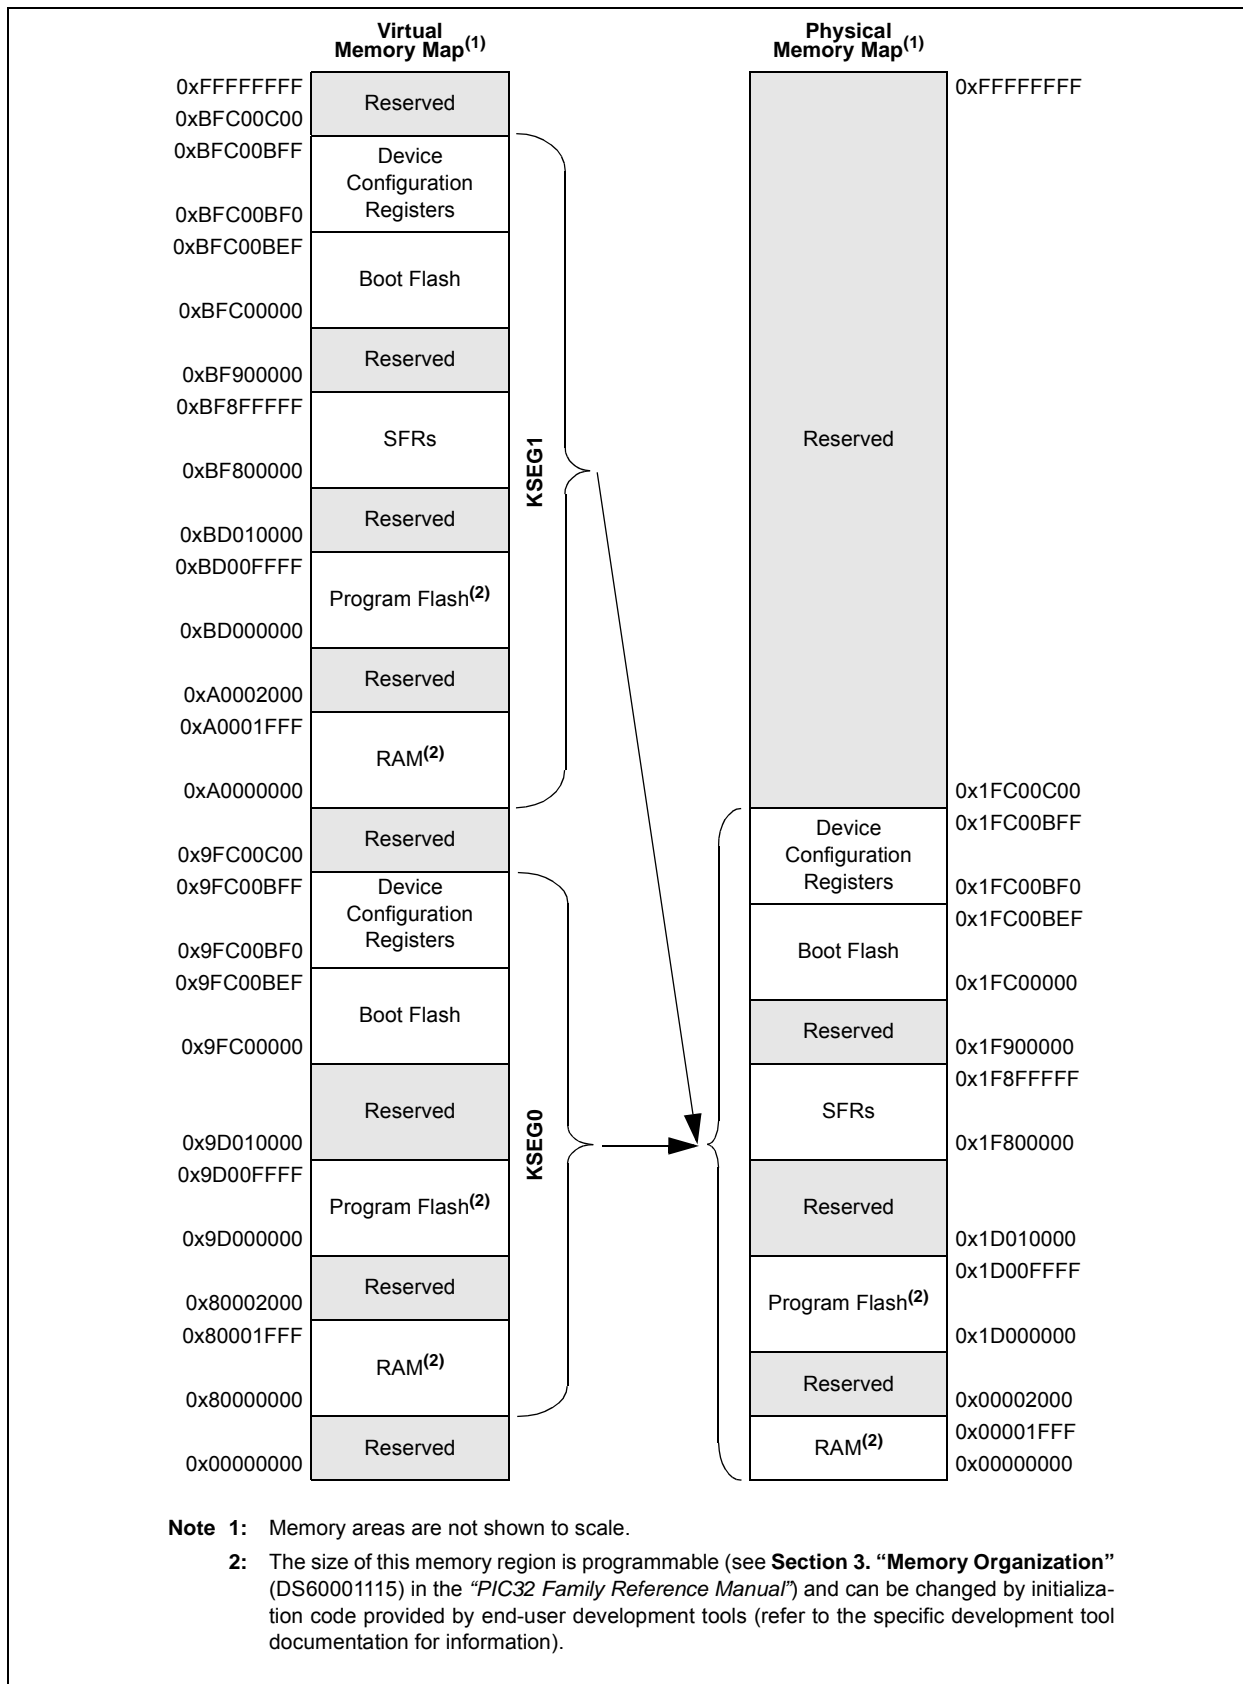 Virtual
Memory Map(1)
0xFFFFFFFF
Reserved
0xBFC00C00
0xBFC00BFF
Device
Configuration
Registers
0xBFC00BF0
0xBFC00BEF
Boot Flash
0xBFC00000
Reserved
0xBF900000
0xBF8FFFFF
SFRs
0xBF800000
Reserved
0xBD010000
0xBD00FFFF
Program Flash(2)
0xBD000000
Reserved
0xA0002000
0xA0001FFF
RAM(2)
0xA0000000
KSEG1
Reserved
0x9FC00C00
0x9FC00BFF
Device
Configuration
Registers
0x9FC00BF0
0x9FC00BEF
Boot Flash
0x9FC00000
Reserved
0x9D010000
0x9D00FFFF
Program Flash(2)
0x9D000000
Reserved
0x80002000
0x80001FFF
RAM(2)
0x80000000
KSEG0
Reserved
0x00000000
Physical
Memory Map(1)
0xFFFFFFFF
Reserved
0x1FC00C00
0x1FC00BFF
Device
Configuration
Registers
0x1FC00BF0
0x1FC00BEF
Boot Flash
0x1FC00000
Reserved
0x1F900000
0x1F8FFFFF
SFRs
0x1F800000
Reserved
0x1D010000
0x1D00FFFF
Program Flash(2)
0x1D000000
Reserved
0x00002000
0x00001FFF
RAM(2)
0x00000000
Note 1: Memory areas are not shown to scale.
2: The size of this memory region is programmable (see Section 3. “Memory Organization”
(DS60001115) in the “PIC32 Family Reference Manual”) and can be changed by initializa-
tion code provided by end-user development tools (refer to the specific development tool
documentation for information).